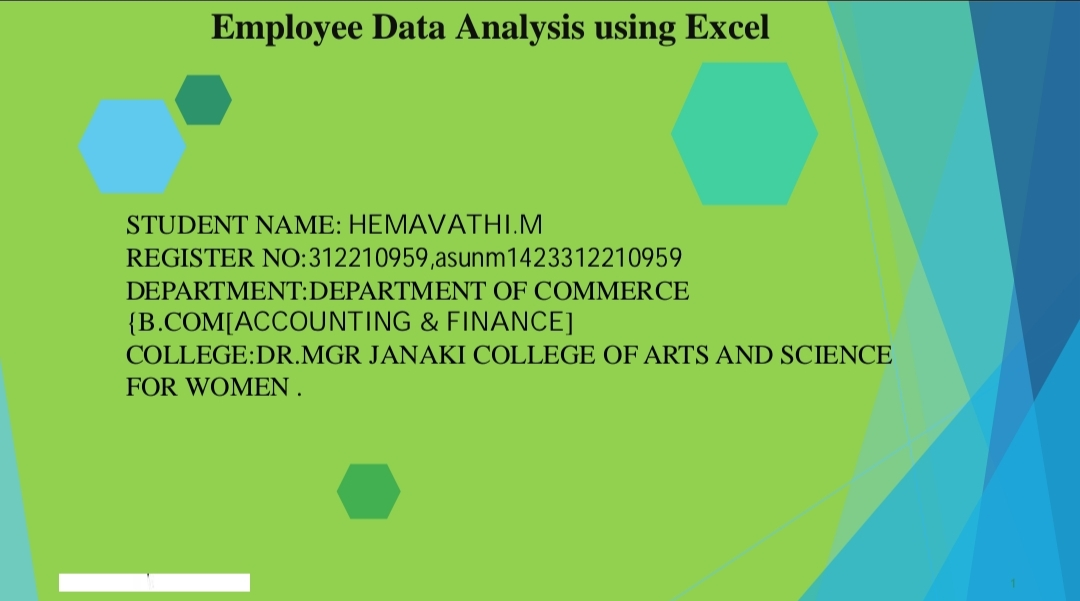 Employee Data Analysis using Excel
STUDENT NAME: HEMAVATHI.M
REGISTER NO:312210959,asunm1423312210959
DEPARTMENT:DEPARTMENT OF COMMERCE
{B.COM[ACCOUNTING & FINANCE]
COLLEGE:DR.MGR JANAKI COLLEGE OF ARTS AND SCIENCE
FOR WOMEN .
1